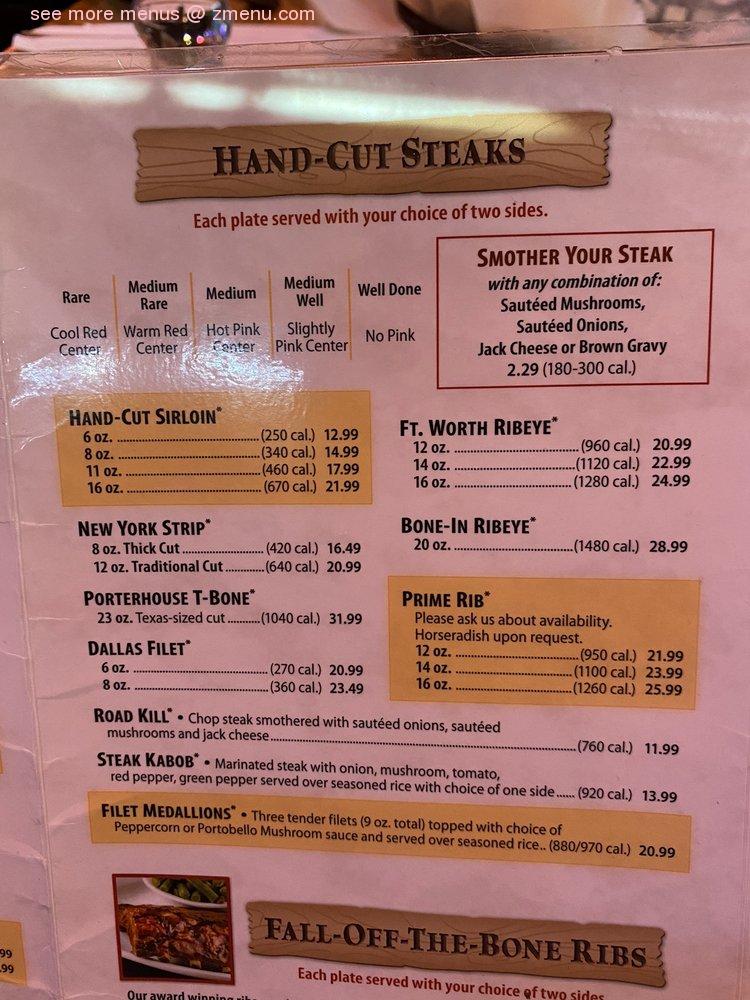 see more menus @ zmenu.com
HAND-CUT STEAKS
Each plate served with your choice of two sides.
Rare
Cool Red
Center
Medium
Rare
Warm Red
Center
Medium
Hot Pink
Center
Medium
Well
Slightly
Pink Center
Well Done
No Pink
SMOTHER YOUR STEAK
with any combination of:
Sautéed Mushrooms,
Sautéed Onions,
Jack Cheese or Brown Gravy
2.29 (180-300 cal.)
HAND-CUT SIRLOIN*
6 oz. ........................................(250 cal.) 12.99
8 oz. ........................................(340 cal.) 14.99
11 oz. .......................................(460 cal.) 17.99
16 oz. .......................................(670 cal.) 21.99
NEW YORK STRIP*
8 oz. Thick Cut ........................ (420 cal.) 16.49
12 oz. Traditional Cut ............(640 cal.) 20.99
PORTERHOUSE T-BONE*
23 oz. Texas-sized cut ..........(1040 cal.) 31.99
DALLAS FILET*
6 oz. ........................................ (270 cal.) 20.99
8 oz. ........................................ (360 cal.) 23.49
FT. WORTH RIBEYE*
12 oz. ....................................(960 cal.) 20.99
14 oz. ...................................(1120 cal.) 22.99
16 oz. ...................................(1280 cal.) 24.99
BONE-IN RIBEYE*
20 oz. ...................................(1480 cal.) 28.99
PRIME RIB*
Please ask us about availability.
Horseradish upon request.
12 oz. ...................................(950 cal.) 21.99
14 oz. .................................(1100 cal.) 23.99
16 oz. .................................(1260 cal.) 25.99
ROAD KILL* • Chop steak smothered with sautéed onions, sautéed
mushrooms and jack cheese........................................................................................(760 cal.) 11.99
STEAK KABOB* • Marinated steak with onion, mushroom, tomato,
red pepper, green pepper served over seasoned rice with choice of one side ...... (920 cal.) 13.99
FILET MEDALLIONS* • Three tender filets (9 oz. total) topped with choice of
Peppercorn or Portobello Mushroom sauce and served over seasoned rice.. (880/970 cal.) 20.99
99
.99
FALL-OFF-THE-BONE RIBS
Each plate served with your choice of two sides
Our award winning